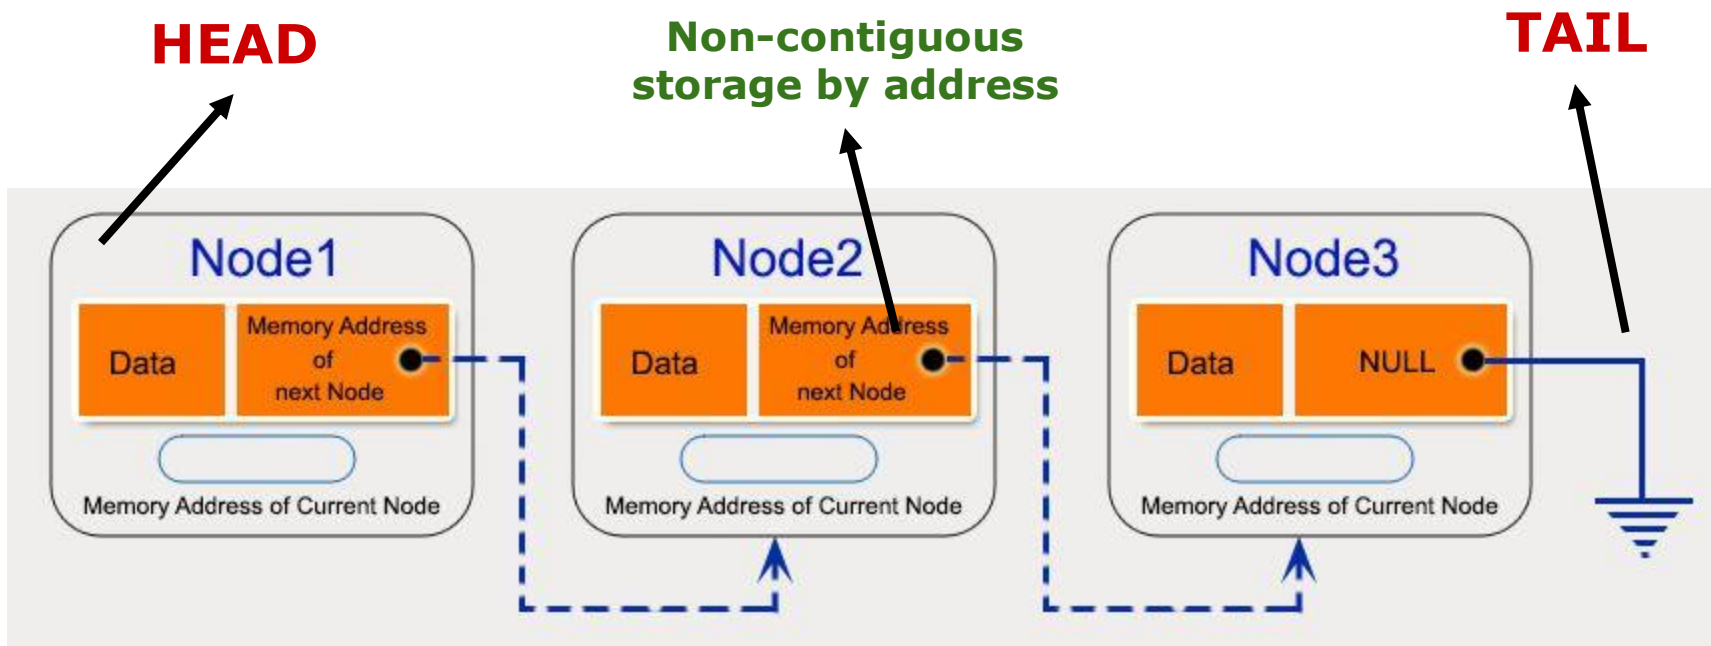 HEAD
Non-contiguous
storage by address
TAIL
Node1
Data
Memory Address
of
next Node
Memory Address of Current Node
Node2
Data
Memory Address
of
next Node
Memory Address of Current Node
Node3
Data
NULL
Memory Address of Current Node